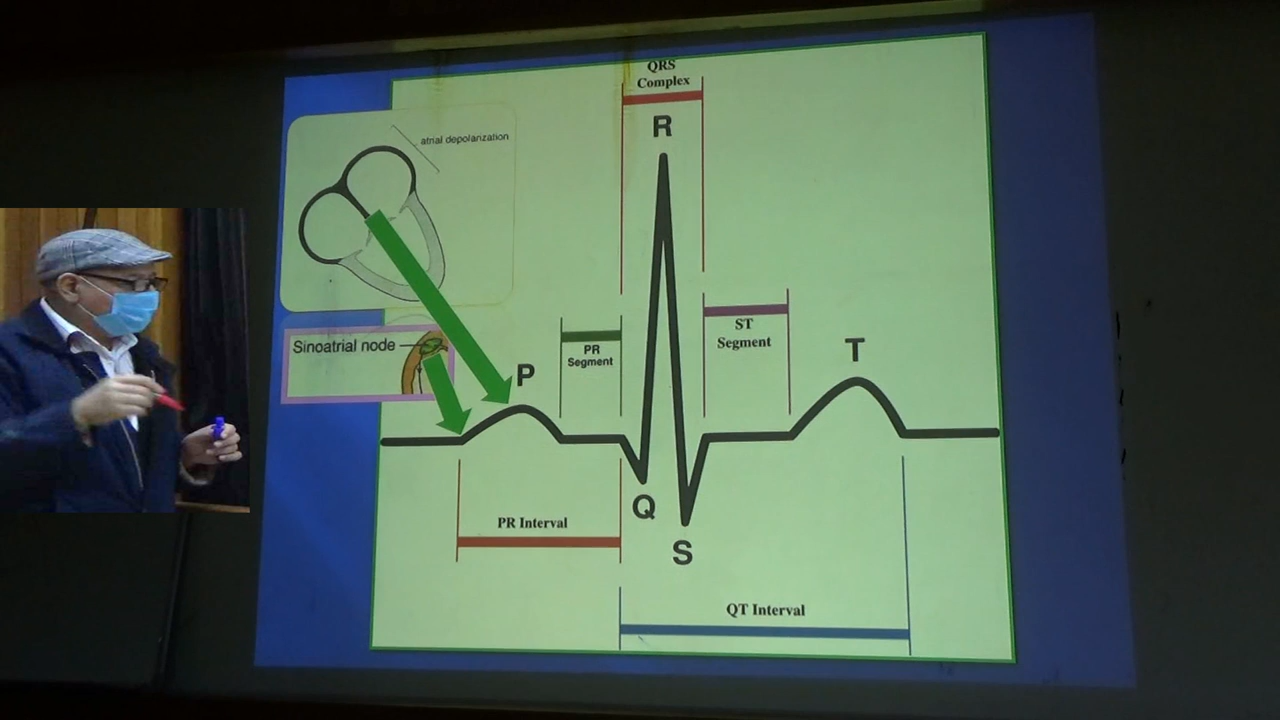 QRS
Complex
R
atrial depolarization
Sinoatrial node
P
PR
Segment
ST
Segment
T
Q
S
PR Interval
QT Interval